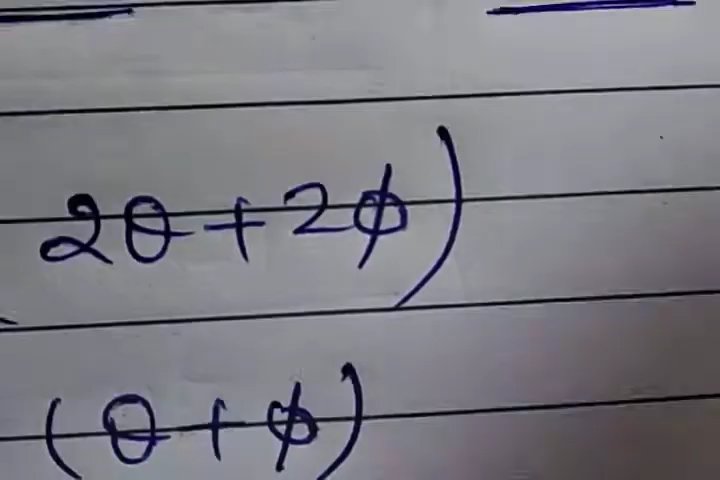 2θ + 2ϕ)
(θ + ϕ)